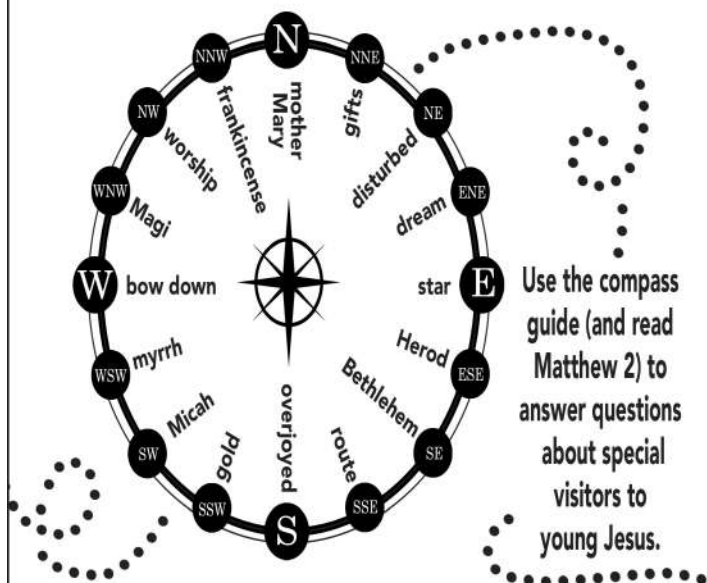 N
NNE
NE
ENE
E
ESE
SE
SSE
S
SSW
SW
WSW
W
WNW
NW
NNW
mother
Mary
gifts
disturbed
dream
star
Herod
Bethlehem
route
overjoyed
gold
Micah
myrrh
bow down
Magi
worship
frankincense
Use the compass
guide (and read
Matthew 2) to
answer questions
about special
visitors to
young Jesus.